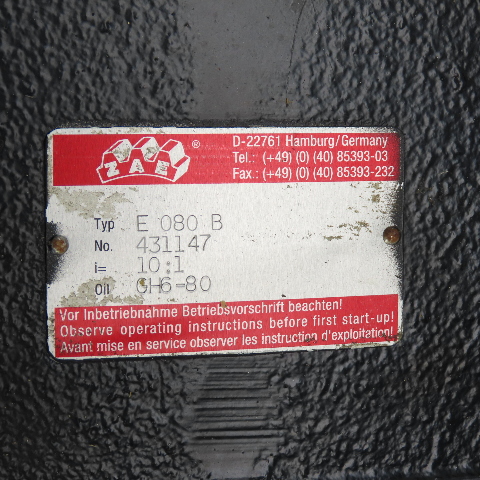 ZAE ®
D-22761 Hamburg/Germany
Tel.: (+49) (0) (40) 85393-03
Fax.: (+49) (0) (40) 85393-232
Typ E 080 B
No. 431147
i= 10:1
Oil CH6-80
Vor Inbetriebnahme Betriebsvorschrift beachten!
Observe operating instructions before first start-up!
Avant mise en service observer les instruction d'exploitation!